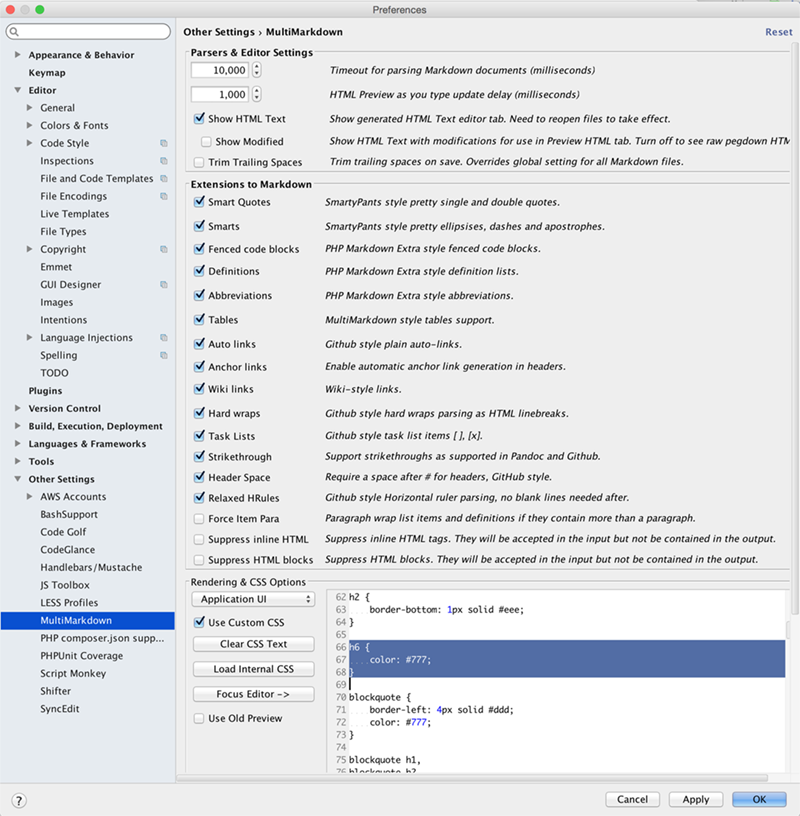 Preferences
Other Settings › MultiMarkdown
Reset
Appearance & Behavior
Keymap
Editor
General
Colors & Fonts
Code Style
Inspections
File and Code Templates
File Encodings
Live Templates
File Types
Copyright
Emmet
GUI Designer
Images
Intentions
Language Injections
Spelling
TODO
Plugins
Version Control
Build, Execution, Deployment
Languages & Frameworks
Tools
Other Settings
AWS Accounts
BashSupport
Code Golf
CodeGlance
Handlebars/Mustache
JS Toolbox
LESS Profiles
MultiMarkdown
PHP composer.json supp...
PHPUnit Coverage
Script Monkey
Shifter
SyncEdit
Parsers & Editor Settings
10,000 Timeout for parsing Markdown documents (milliseconds)
1,000 HTML Preview as you type update delay (milliseconds)
Show HTML Text Show generated HTML Text editor tab. Need to reopen files to take effect.
Show Modified Show HTML Text with modifications for use in Preview HTML tab. Turn off to see raw pegdown HTM
Trim Trailing Spaces Trim trailing spaces on save. Overrides global setting for all Markdown files.
Extensions to Markdown
Smart Quotes SmartyPants style pretty single and double quotes.
Smarts SmartyPants style pretty ellipsises, dashes and apostrophes.
Fenced code blocks PHP Markdown Extra style fenced code blocks.
Definitions PHP Markdown Extra style definition lists.
Abbreviations PHP Markdown Extra style abbreviations.
Tables MultiMarkdown style tables support.
Auto links Github style plain auto-links.
Anchor links Enable automatic anchor link generation in headers.
Wiki links Wiki-style links.
Hard wraps Github style hard wraps parsing as HTML linebreaks.
Task Lists Github style task list items [ ], [x].
Strikethrough Support strikethroughs as supported in Pandoc and Github.
Header Space Require a space after # for headers, GitHub style.
Relaxed HRules Github style Horizontal ruler parsing, no blank lines needed after.
Force Item Para Paragraph wrap list items and definitions if they contain more than a paragraph.
Suppress inline HTML Suppress inline HTML tags. They will be accepted in the input but not be contained in the output.
Suppress HTML blocks Suppress HTML blocks. They will be accepted in the input but not be contained in the output.
Rendering & CSS Options
Application UI
Use Custom CSS
Clear CSS Text
Load Internal CSS
Focus Editor ->
Use Old Preview
62 h2 {
63 border-bottom: 1px solid #eee;
64 }
65
66 h6 {
67 color: #777;
68 }
69
70 blockquote {
71 border-left: 4px solid #ddd;
72 color: #777;
73 }
74
75 blockquote h1,
76 blockquote h2
?
Cancel
Apply
OK